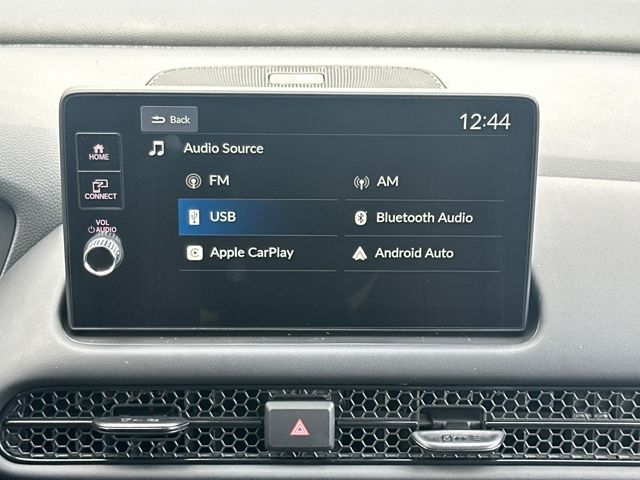 Back
12:44
HOME
Audio Source
FM
AM
CONNECT
USB
Bluetooth Audio
VOL
AUDIO
Apple CarPlay
Android Auto